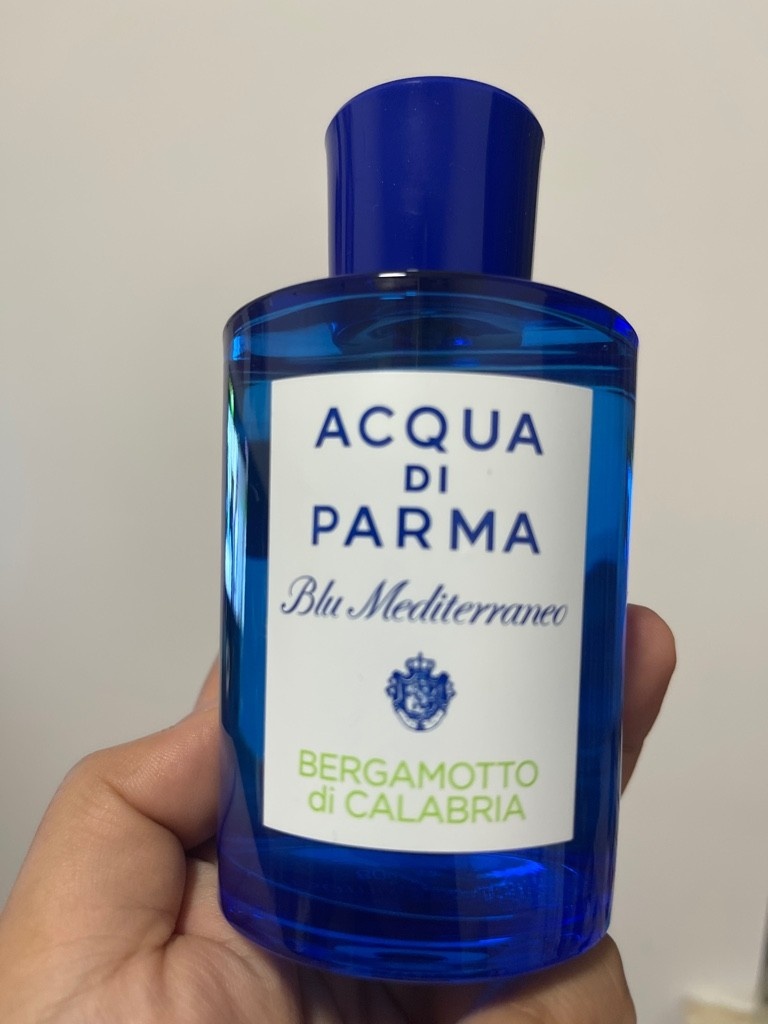 ACQUA
DI
PARMA
Blu Mediterraneo
BERGAMOTTO
di CALABRIA